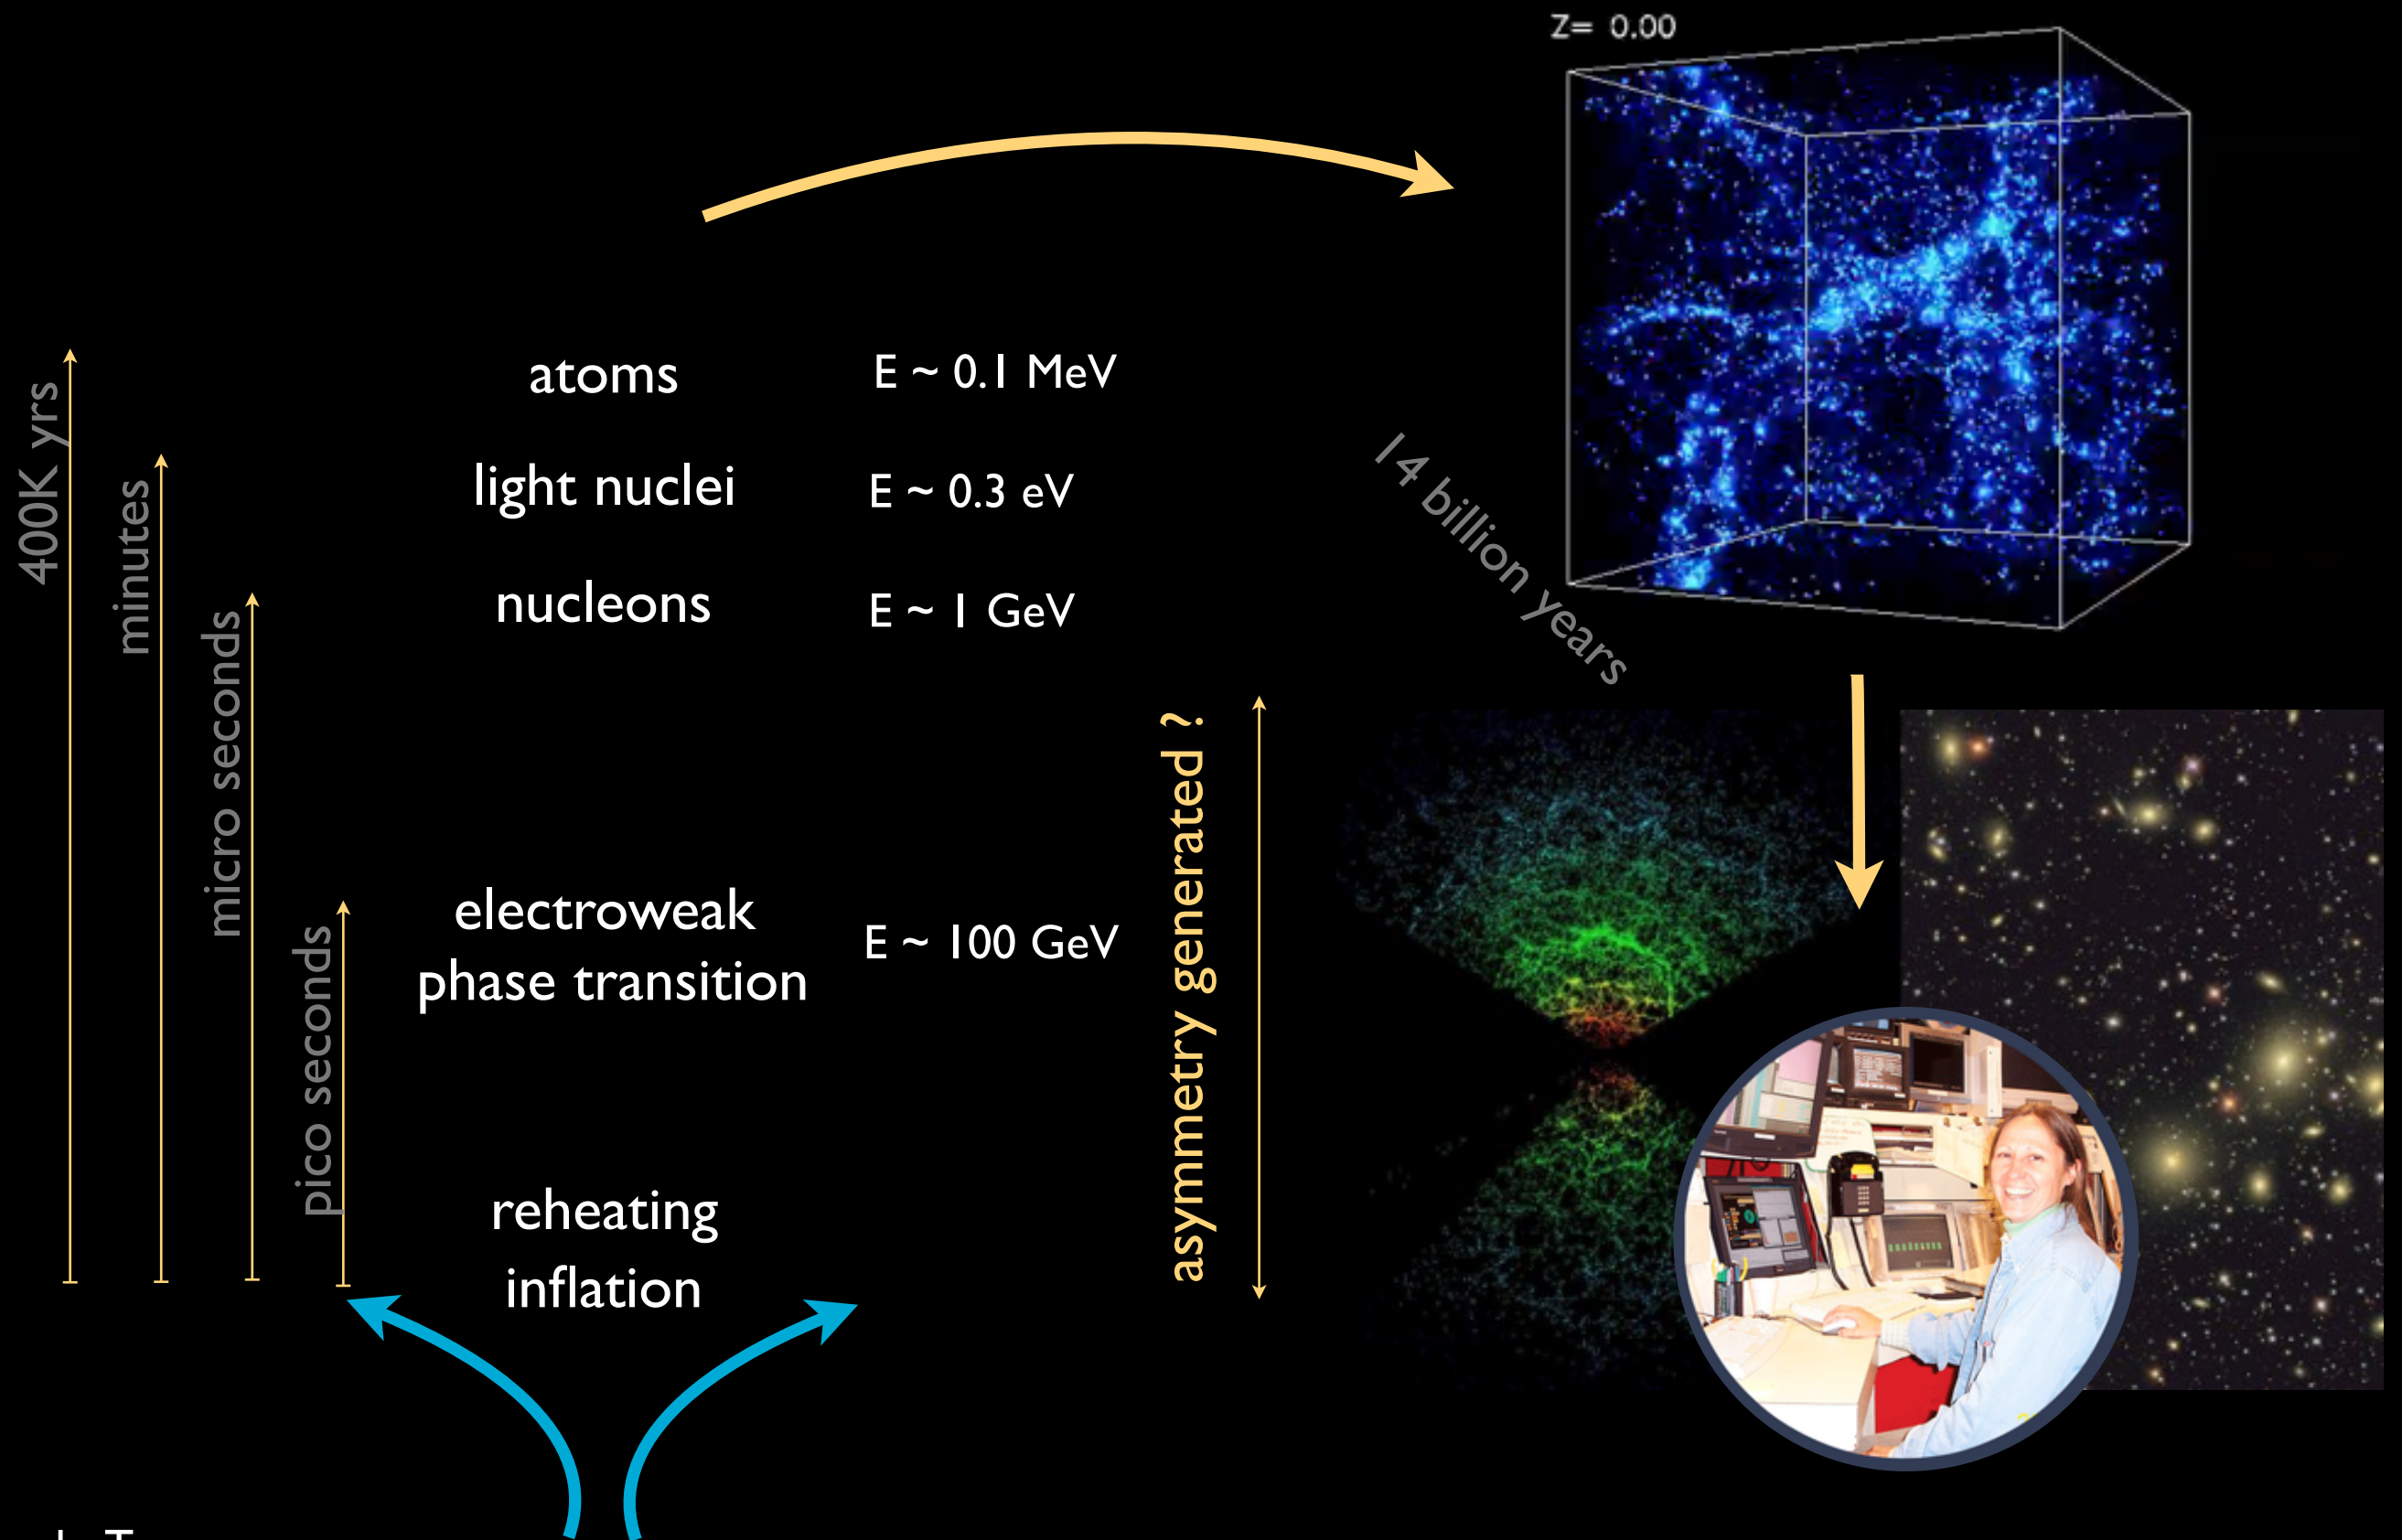 Z= 0.00
400K yrs
minutes
micro seconds
pico seconds
atoms
E ~ 0.1 MeV
light nuclei
E ~ 0.3 eV
nucleons
E ~ 1 GeV
electroweak
phase transition
E ~ 100 GeV
reheating
inflation
asymmetry generated ?
14 billion years